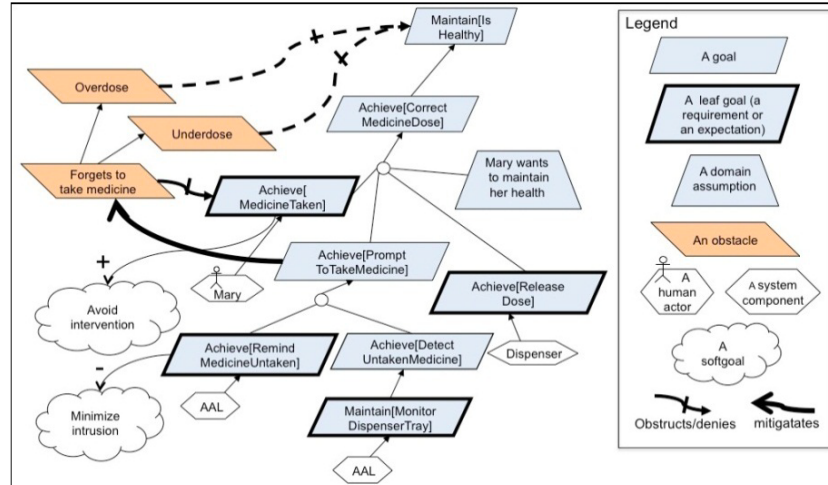 Maintain[Is
Healthy]
Overdose
Achieve[Correct
MedicineDose]
Underdose
Forgets to
take medicine
Achieve[
MedicineTaken]
Mary wants
to maintain
her health
+
Achieve[Prompt
ToTakeMedicine]
Mary
Avoid
intervention
Achieve[Release
Dose]
-
Achieve[Remind
MedicineUntaken]
Achieve[Detect
UntakenMedicine]
Dispenser
Minimize
intrusion
AAL
Maintain[Monitor
DispenserTray]
AAL
Legend
A goal
A leaf goal (a
requirement or
an expectation)
A domain
assumption
An obstacle
A
human
actor
A system
component
A
softgoal
Obstructs/denies
mitigatates